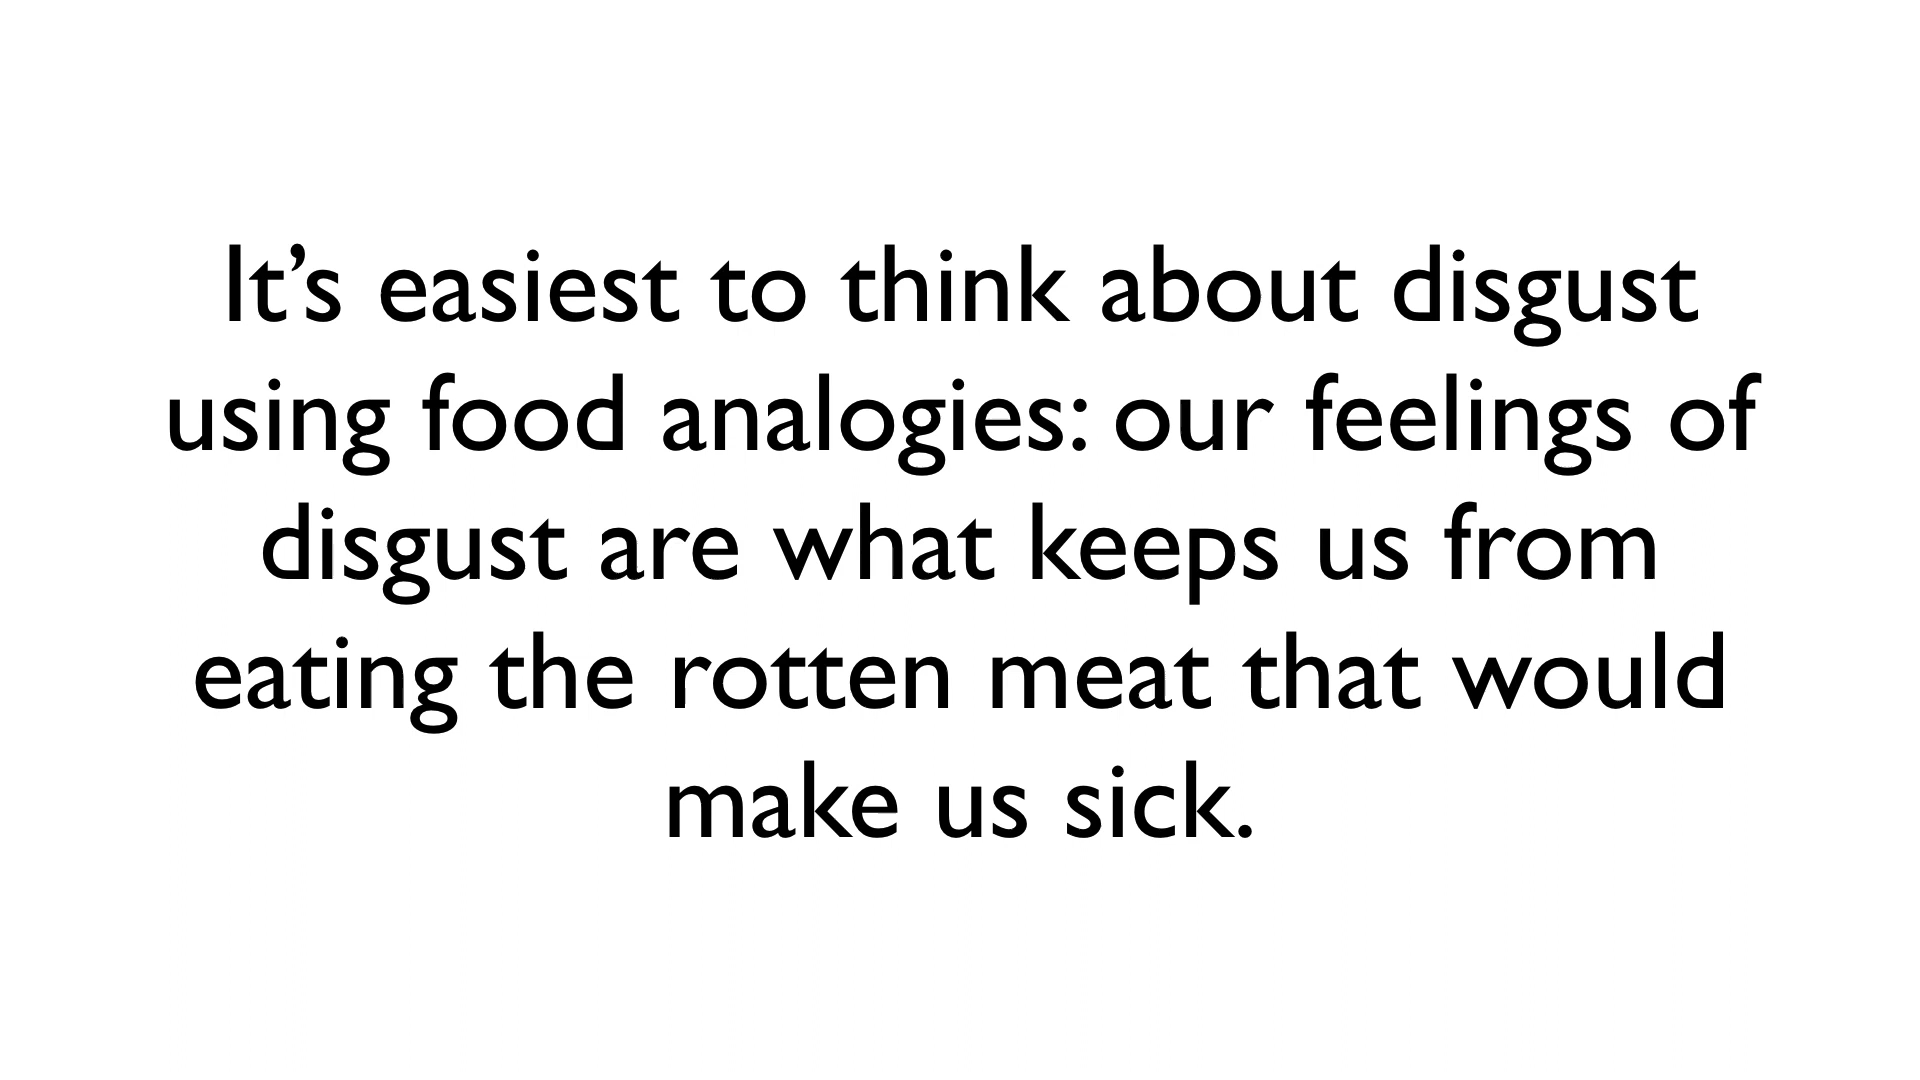 It’s easiest to think about disgust
using food analogies: our feelings of
disgust are what keeps us from
eating the rotten meat that would
make us sick.